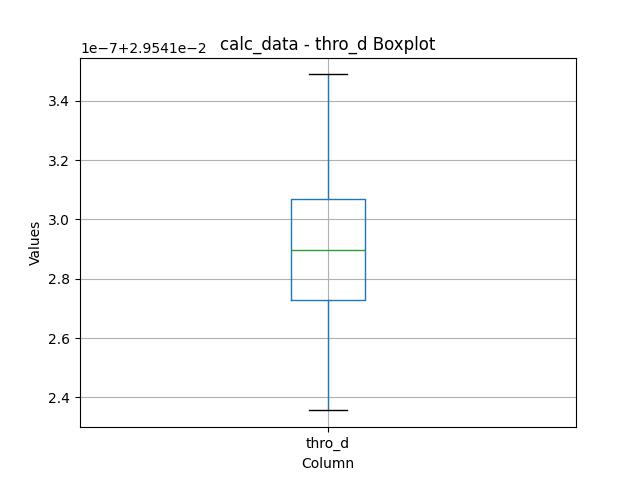 calc_data - thro_d Boxplot
1e−7+2.9541e−2
3.4
3.2
3.0
2.8
2.6
2.4
Values
thro_d
Column